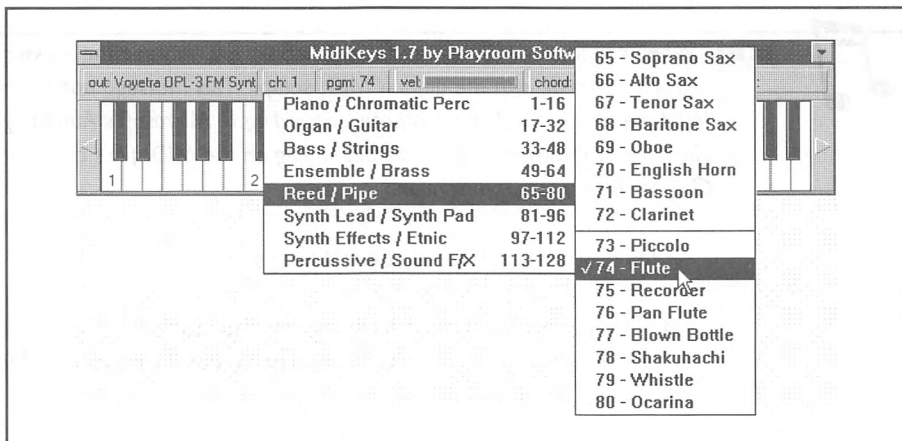 MidiKeys 1.7 by Playroom Softw
out: Voyetra OPL-3 FM Synt ch: 1 pgm: 74 vel: chord:
1 2
Piano / Chromatic Perc 1-16
Organ / Guitar 17-32
Bass / Strings 33-48
Ensemble / Brass 49-64
Reed / Pipe 65-80
Synth Lead / Synth Pad 81-96
Synth Effects / Etnic 97-112
Percussive / Sound F/X 113-128
65 - Soprano Sax
66 - Alto Sax
67 - Tenor Sax
68 - Baritone Sax
69 - Oboe
70 - English Horn
71 - Bassoon
72 - Clarinet
73 - Piccolo
✓74 - Flute
75 - Recorder
76 - Pan Flute
77 - Blown Bottle
78 - Shakuhachi
79 - Whistle
80 - Ocarina